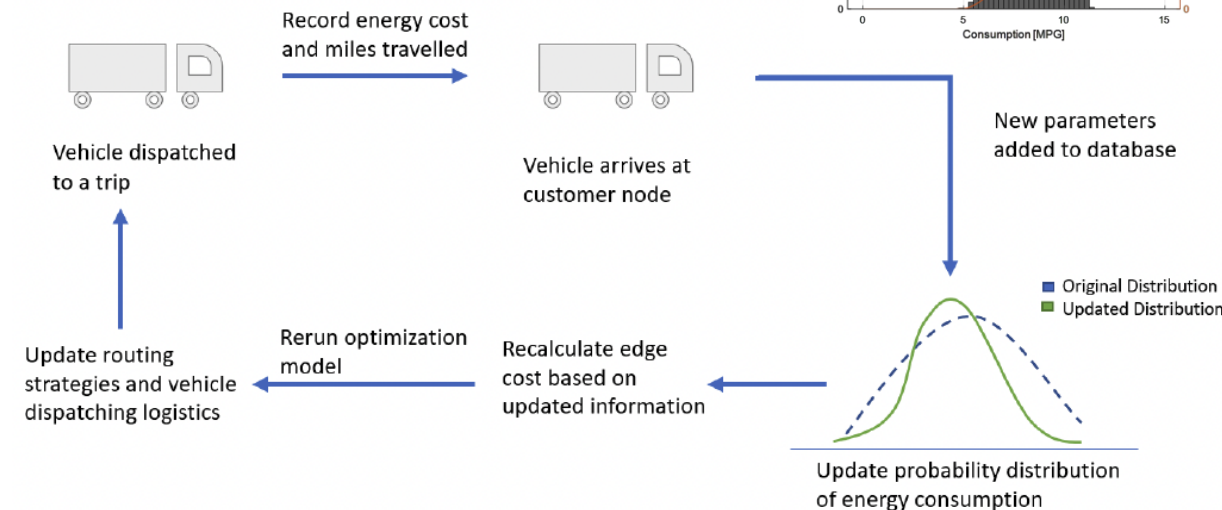 Record energy cost
and miles travelled
0
0
0
5
10
15
Consumption [MPG]
Vehicle dispatched
to a trip
Vehicle arrives at
customer node
New parameters
added to database
Original Distribution
Updated Distribution
Update routing
strategies and vehicle
dispatching logistics
Rerun optimization
model
Recalculate edge
cost based on
updated information
Update probability distribution
of energy consumption